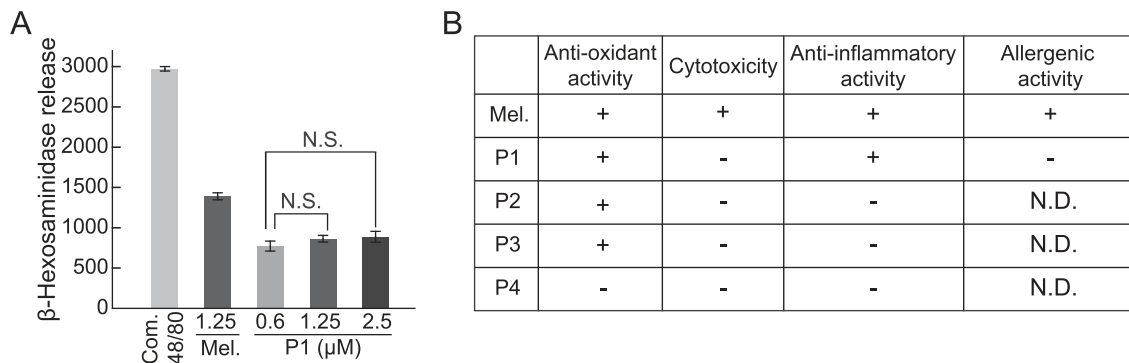 A
β-Hexosaminidase release
3000
2500
2000
1500
1000
500
0
N.S.
N.S.
Com.
48/80
1.25
Mel.
0.6 1.25 2.5
P1 (μM)
B
Anti-oxidant activity Cytotoxicity Anti-inflammatory activity Allergenic activity
Mel. + + + +
P1 + - + -
P2 + - - N.D.
P3 + - - N.D.
P4 - - - N.D.